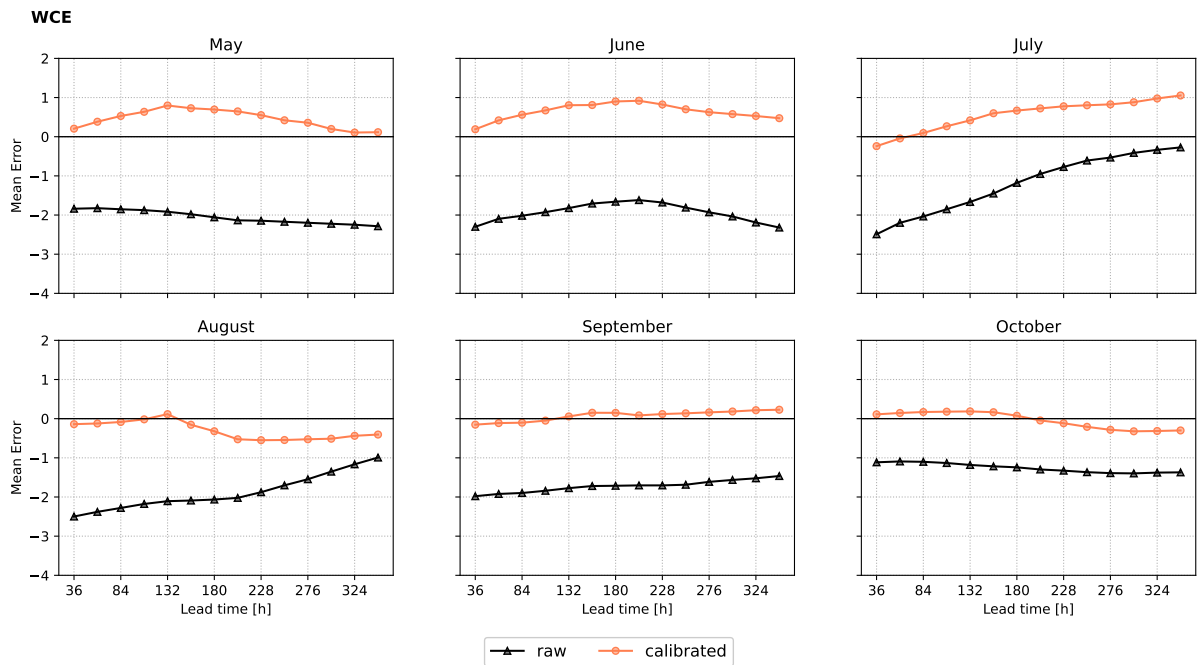 WCE
May
June
July
2
1
0
−1
−2
−3
−4
Mean Error
August
September
October
2
1
0
−1
−2
−3
−4
Mean Error
36 84 132 180 228 276 324
36 84 132 180 228 276 324
36 84 132 180 228 276 324
Lead time [h]
Lead time [h]
Lead time [h]
raw
calibrated